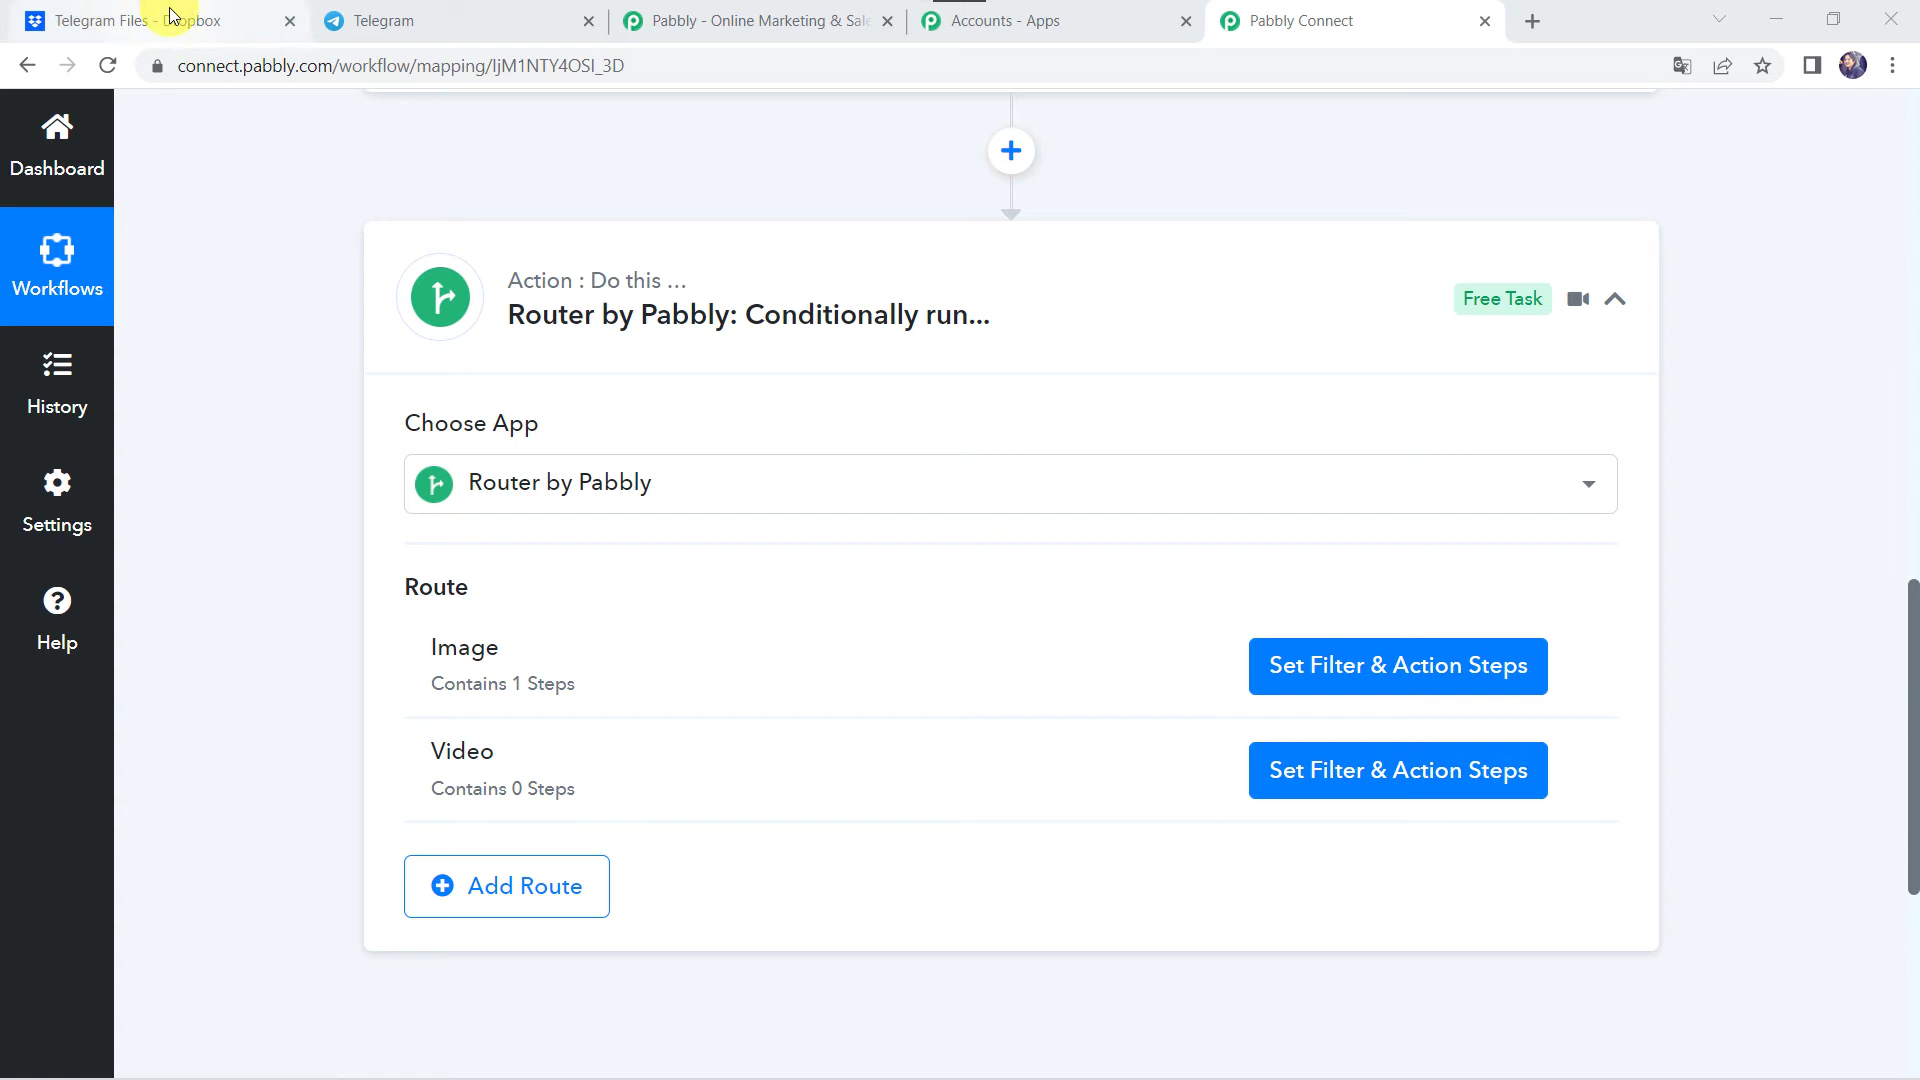 Telegram Files - Dropbox
Telegram
Pabbly - Online Marketing & Sale
Accounts - Apps
Pabbly Connect
connect.pabbly.com/workflow/mapping/IjM1NTY4OSI_3D
Dashboard
Workflows
History
Settings
Help
Action : Do this ...
Router by Pabbly: Conditionally run...
Free Task
Choose App
Router by Pabbly
Route
Image
Contains 1 Steps
Set Filter & Action Steps
Video
Contains 0 Steps
Set Filter & Action Steps
Add Route